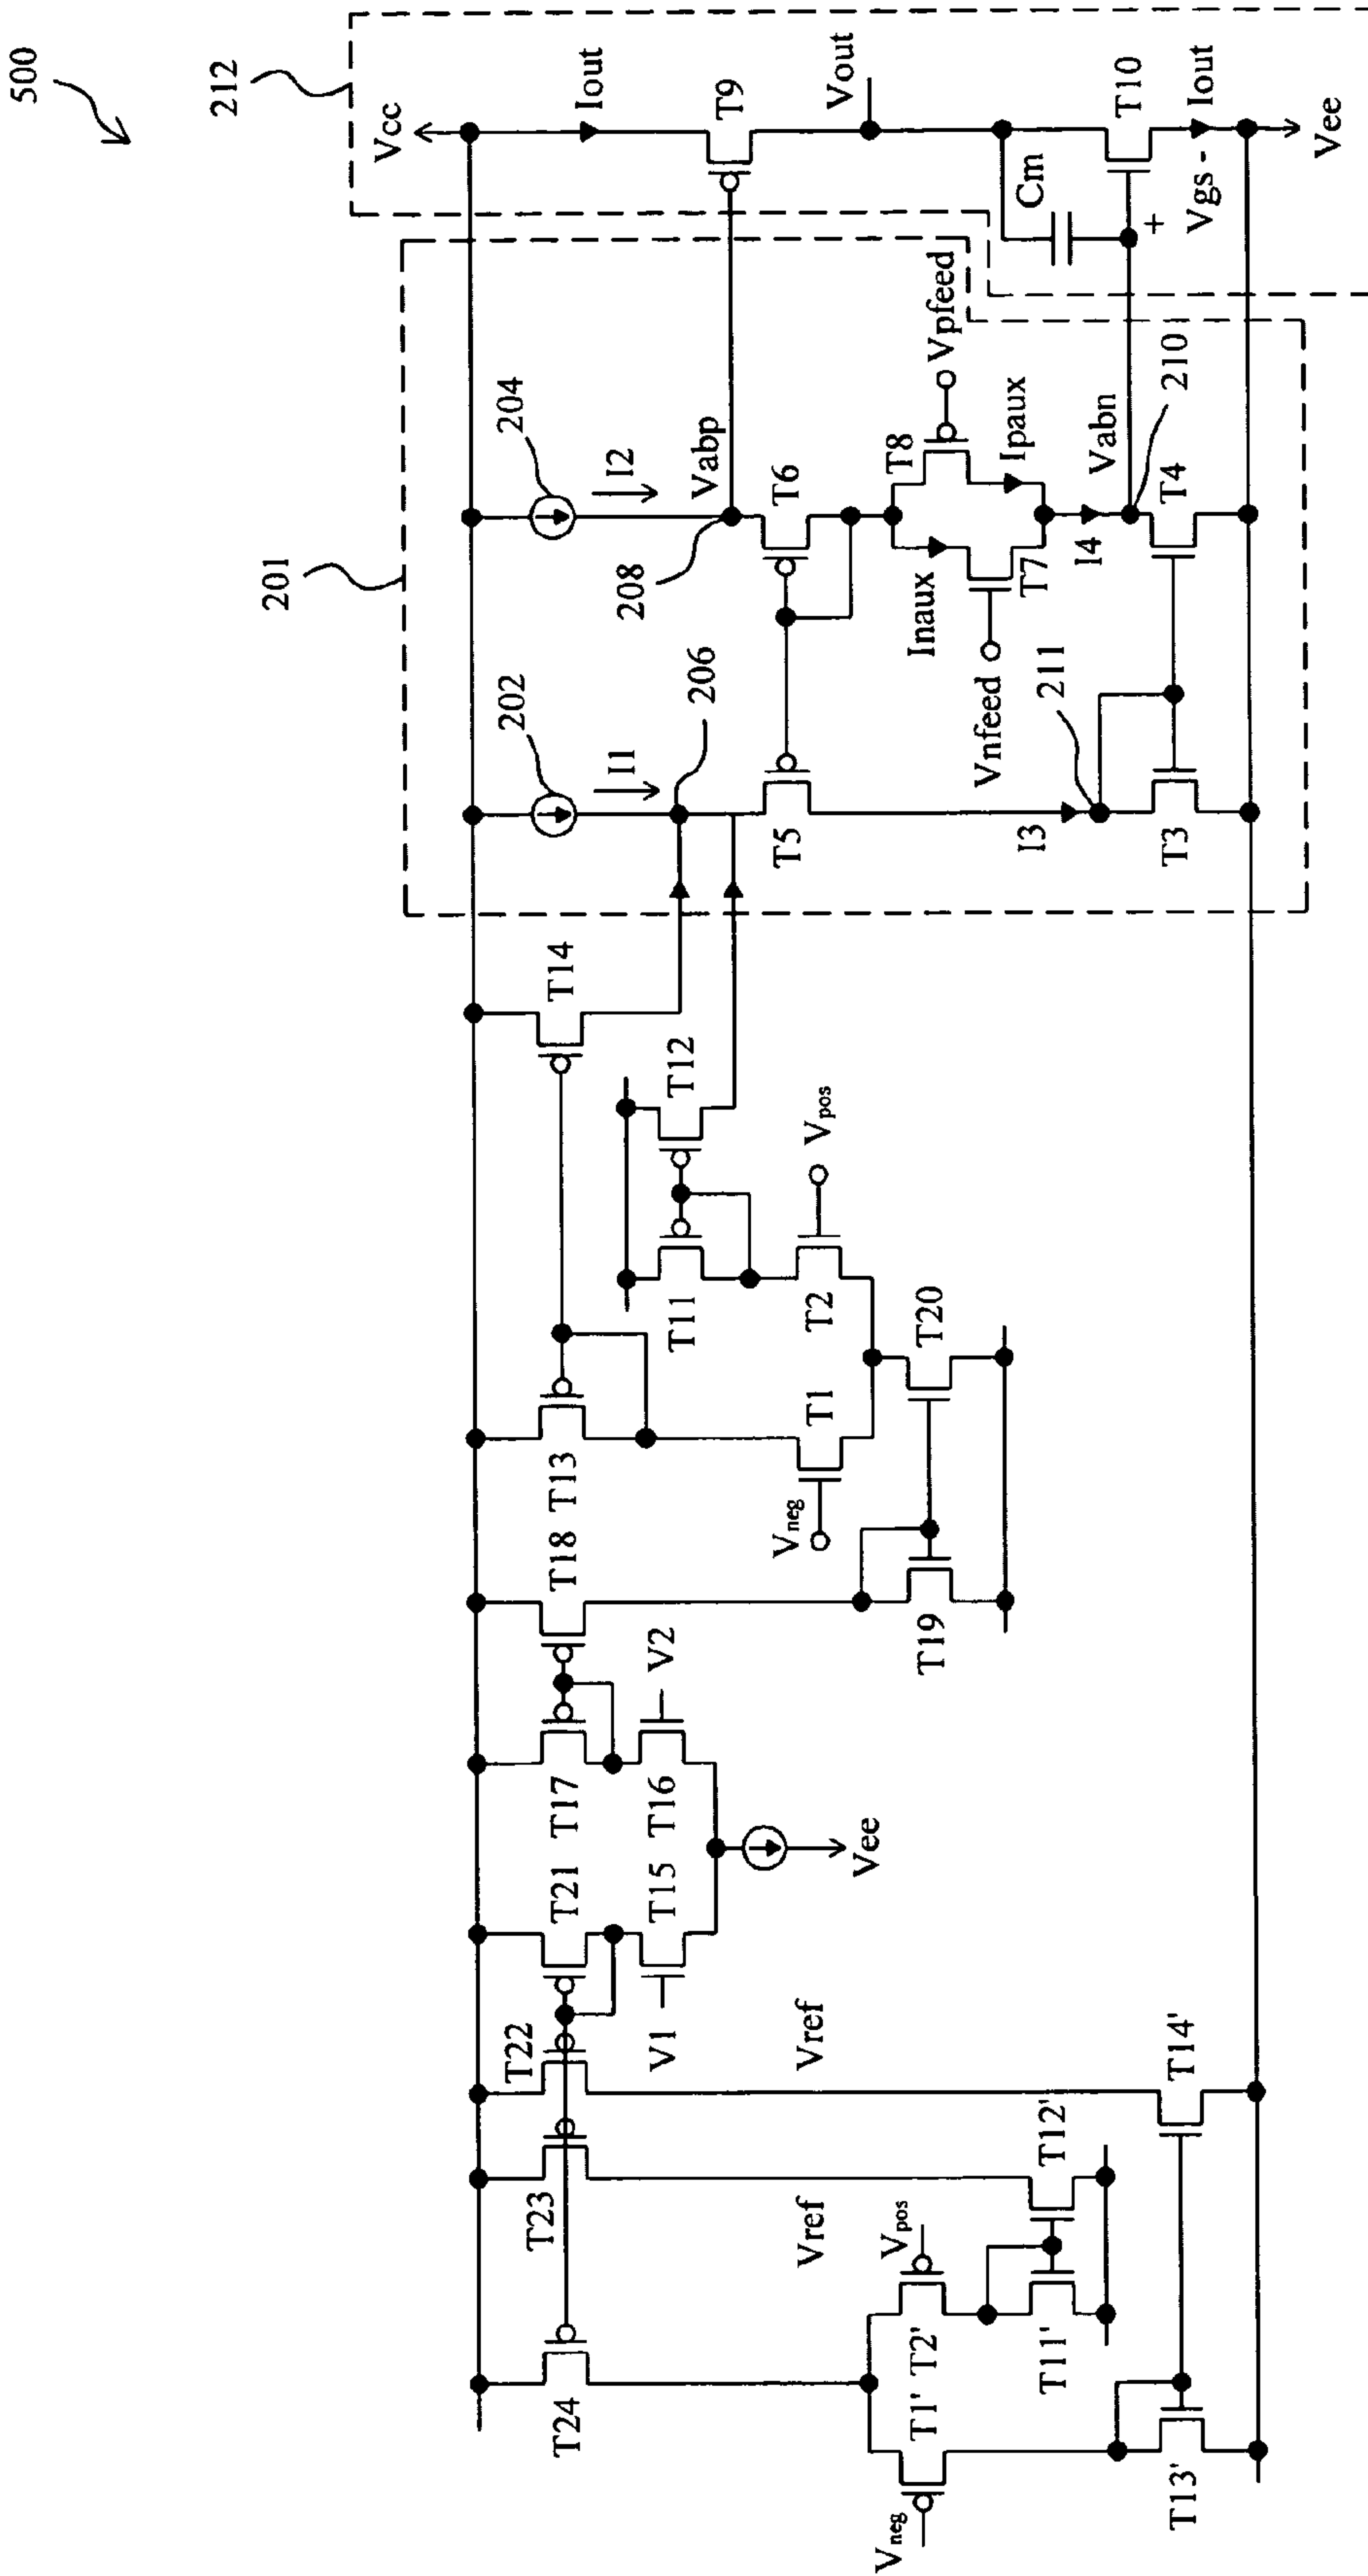 500
212
Vcc
Iout
T9
Vout
Cm
T10
+
Vgs -
Iout
Vee
201
204
I2
Vabp
208
T6
T8
Vpfeed
Inaux
Ipaux
T7
Vnfeed
I4
Vabn
210
T4
202
I1
206
T5
I3
211
T3
T14
T12
T11
T2
Vpos
T13
T1
Vneg
T20
T19
T18
T17
T16
V2
T21
T15
V1
Vee
T22
Vref
T14'
T23
Vref
T12'
T24
Vpos
T2'
T1'
T11'
Vneg
T13'